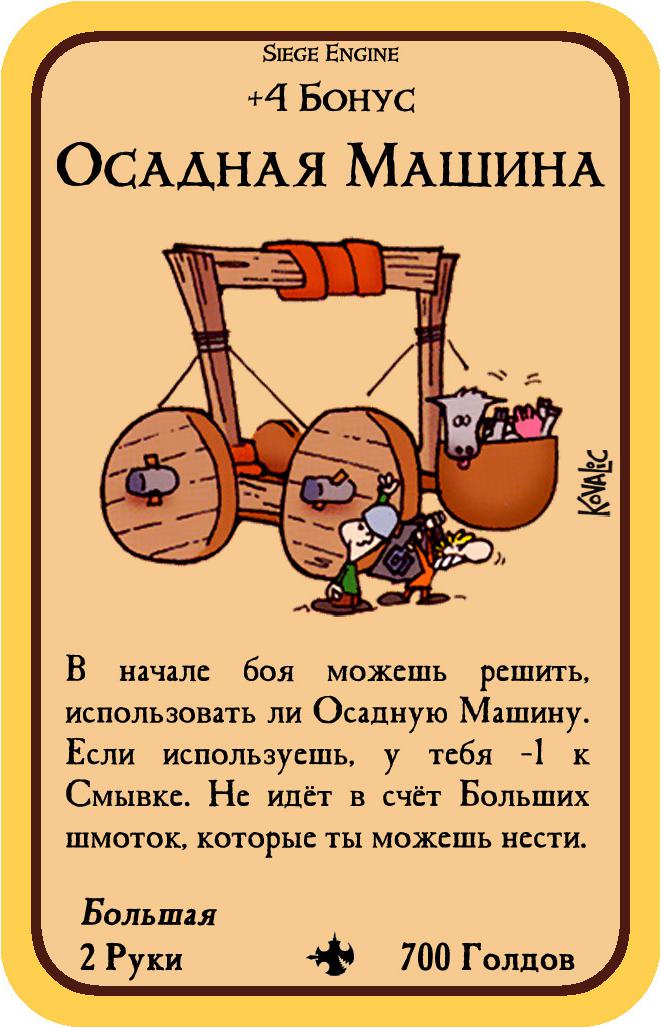 Siege Engine
+4 Бонус
Осадная Машина
Kovalic
В начале боя можешь решить,
использовать ли Осадную Машину.
Если используешь, у тебя -1 к
Смывке. Не идёт в счёт Больших
шмоток, которые ты можешь нести.
Большая
2 Руки 700 Голдов